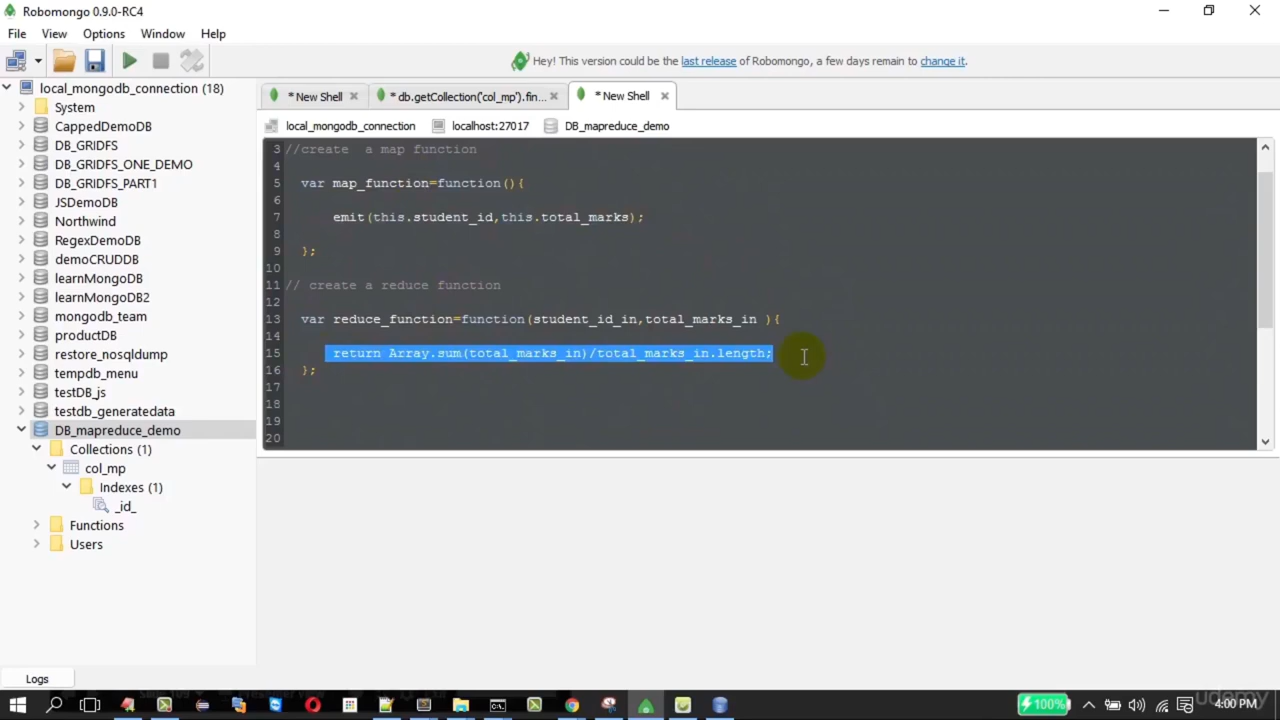 Robomongo 0.9.0-RC4
File View Options Window Help
Hey! This version could be the last release of Robomongo, a few days remain to change it.
local_mongodb_connection (18)
System
CappedDemoDB
DB_GRIDFS
DB_GRIDFS_ONE_DEMO
DB_GRIDFS_PART1
JSDemoDB
Northwind
RegexDemoDB
demoCRUDDB
learnMongoDB
learnMongoDB2
mongodb_team
productDB
restore_nosqldump
tempdb_menu
testDB_js
testdb_generatedata
DB_mapreduce_demo
Collections (1)
col_mp
Indexes (1)
_id_
Functions
Users
* New Shell * db.getCollection('col_mp').fin... * New Shell
local_mongodb_connection localhost:27017 DB_mapreduce_demo
3 //create a map function
4
5 var map_function=function(){
6
7 emit(this.student_id,this.total_marks);
8
9 };
10
11 // create a reduce function
12
13 var reduce_function=function(student_id_in,total_marks_in ){
14
15 return Array.sum(total_marks_in)/total_marks_in.length;
16 };
17
18
19
20
Logs
100%
4:00 PM
udemy